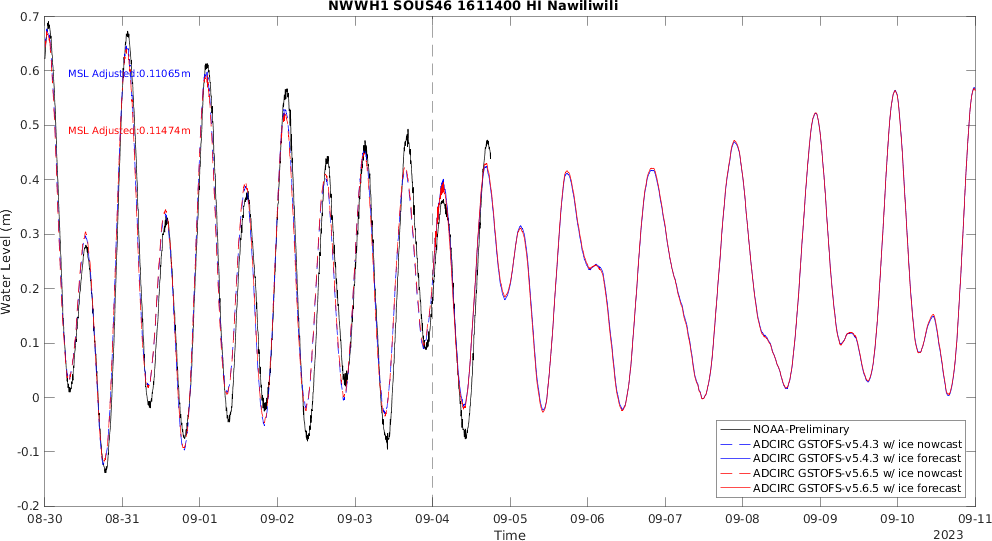 NWWH1 SOUS46 1611400 HI Nawiliwili
0.7
0.6
0.5
0.4
0.3
0.2
0.1
0
-0.1
-0.2
Water Level (m)
MSL Adjusted:0.11065m
MSL Adjusted:0.11474m
NOAA-Preliminary
ADCIRC GSTOFS-v5.4.3 w/ ice nowcast
ADCIRC GSTOFS-v5.4.3 w/ ice forecast
ADCIRC GSTOFS-v5.6.5 w/ ice nowcast
ADCIRC GSTOFS-v5.6.5 w/ ice forecast
08-30 08-31 09-01 09-02 09-03 09-04 09-05 09-06 09-07 09-08 09-09 09-10 09-11
Time
2023